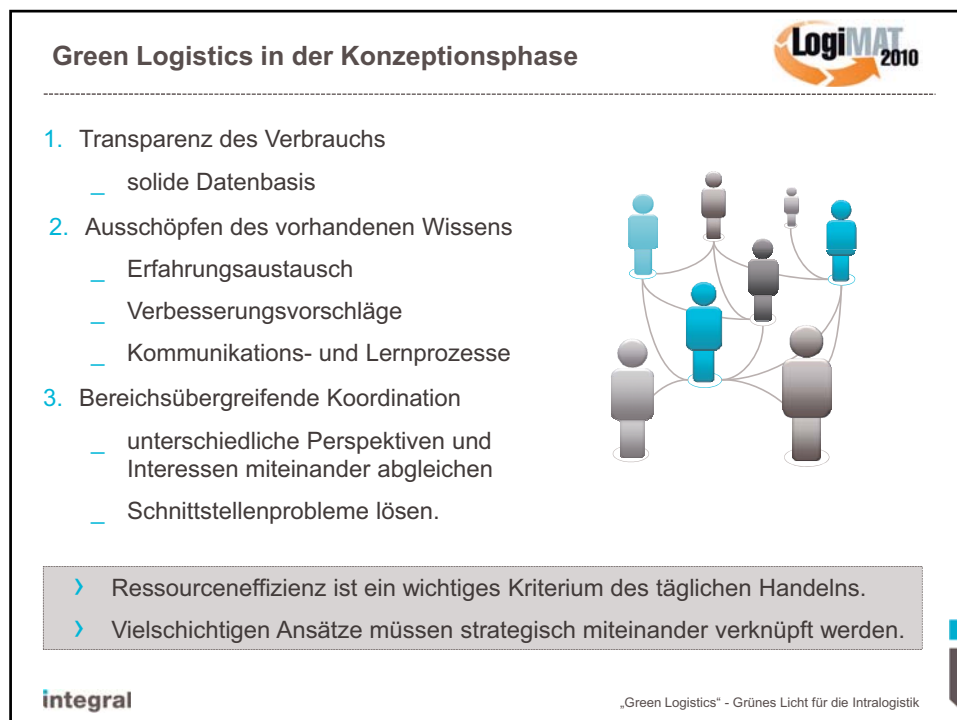 Green Logistics in der Konzeptionsphase
LogiMAT
2010
1. Transparenz des Verbrauchs
_ solide Datenbasis
2. Ausschöpfen des vorhandenen Wissens
_ Erfahrungsaustausch
_ Verbesserungsvorschläge
_ Kommunikations- und Lernprozesse
3. Bereichsübergreifende Koordination
_ unterschiedliche Perspektiven und
Interessen miteinander abgleichen
_ Schnittstellenprobleme lösen.
› Ressourceneffizienz ist ein wichtiges Kriterium des täglichen Handelns.
› Vielschichtigen Ansätze müssen strategisch miteinander verknüpft werden.
integral
„Green Logistics“ - Grünes Licht für die Intralogistik